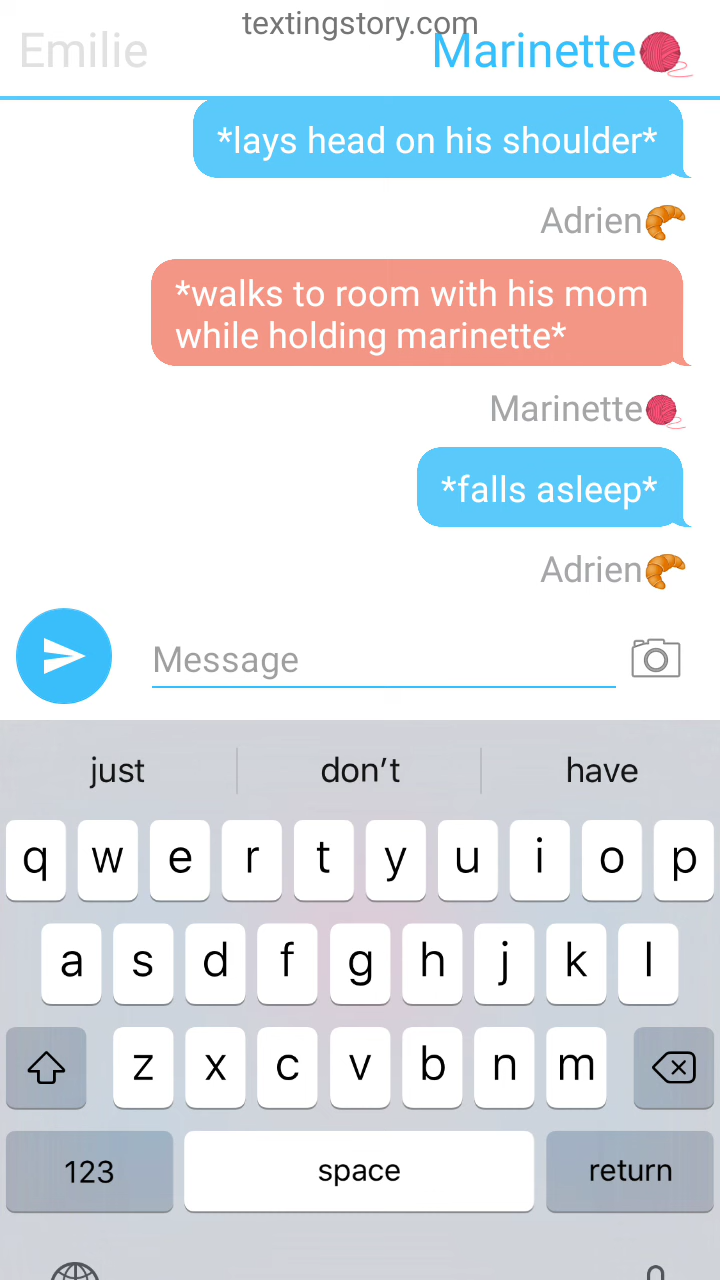 textingstory.com
Emilie
Marinette🧶
*lays head on his shoulder*
Adrien🥐
*walks to room with his mom
while holding marinette*
Marinette🧶
*falls asleep*
Adrien🥐
Message
just don't have
q w e r t y u i o p
a s d f g h j k l
z x c v b n m
123 space return